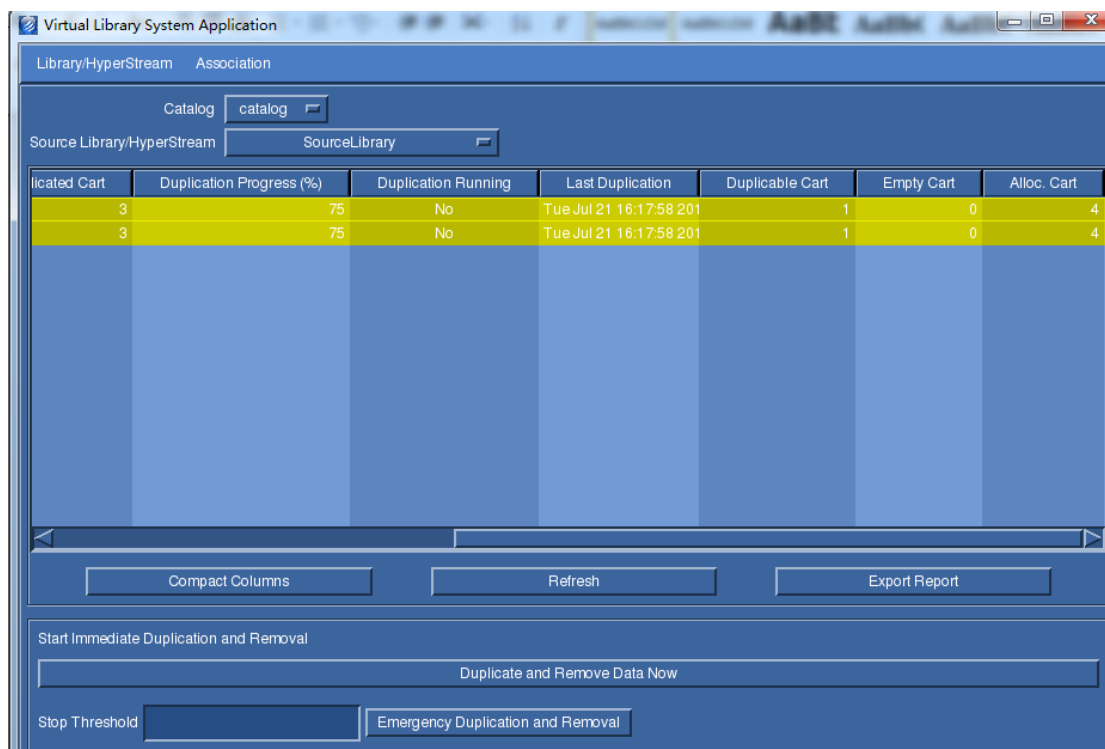 Virtual Library System Application
Library/HyperStream Association
Catalog catalog
Source Library/HyperStream SourceLibrary
licated Cart Duplication Progress (%) Duplication Running Last Duplication Duplicable Cart Empty Cart Alloc. Cart
3 75 No Tue Jul 21 16:17:58 201 1 0 4
3 75 No Tue Jul 21 16:17:58 201 1 0 4
Compact Columns Refresh Export Report
Start Immediate Duplication and Removal
Duplicate and Remove Data Now
Stop Threshold Emergency Duplication and Removal